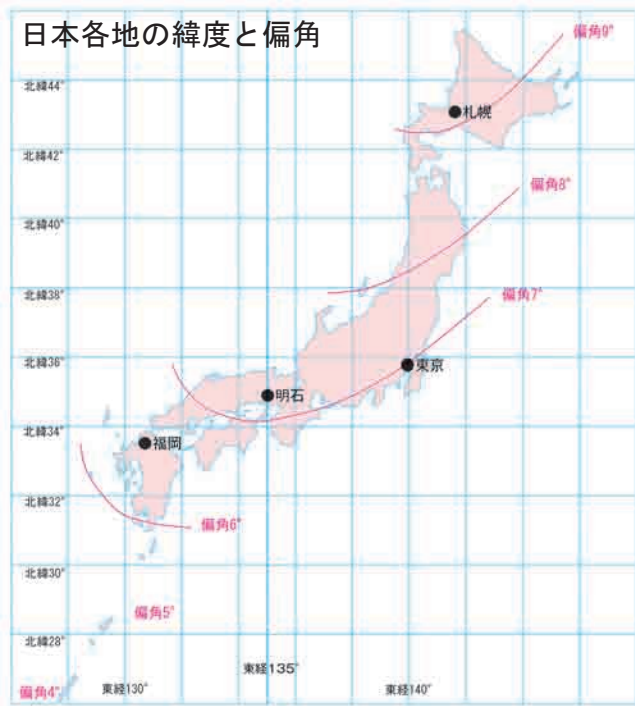 日本各地の緯度と偏角
偏角9°
北緯44°
札幌
北緯42°
偏角8°
北緯40°
北緯38°
偏角7°
北緯36°
東京
明石
北緯34°
福岡
北緯32°
偏角6°
北緯30°
偏角5°
北緯28°
東経135°
偏角4°
東経130°
東経140°